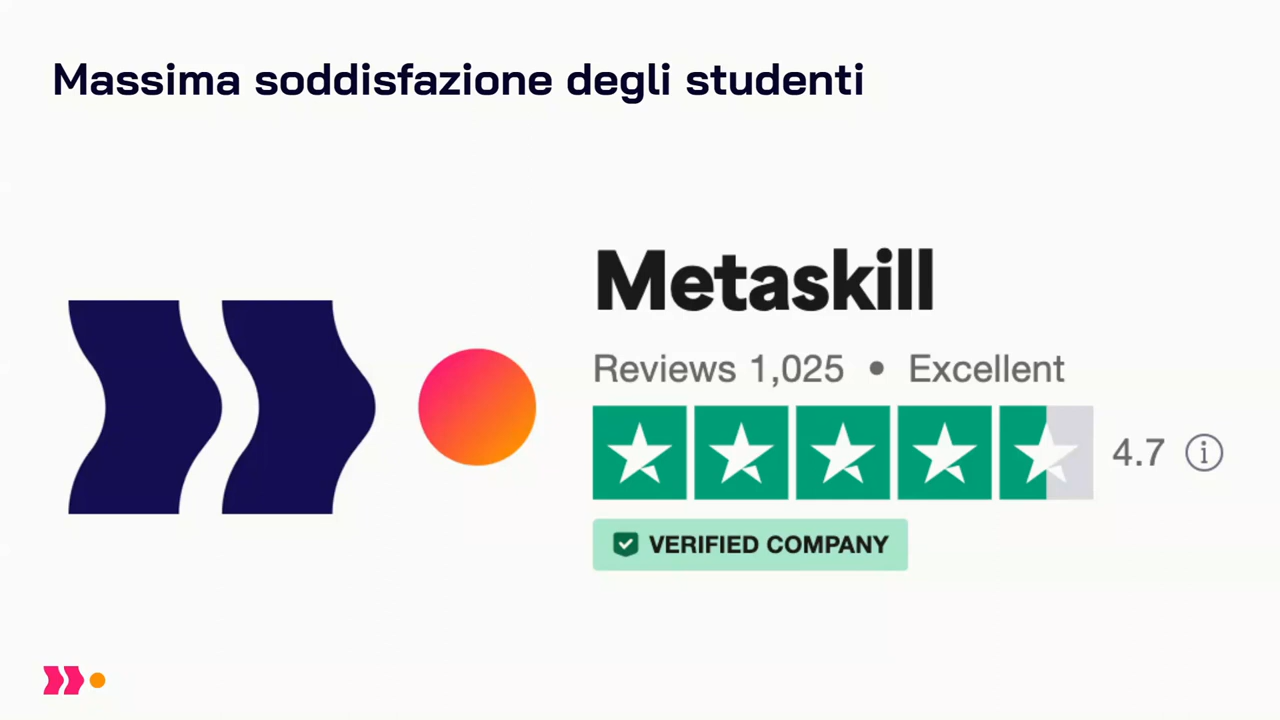 Massima soddisfazione degli studenti
Metaskill
Reviews 1,025 • Excellent
4.7
VERIFIED COMPANY